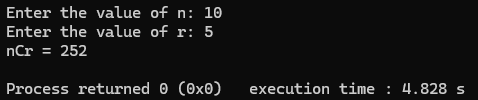 Enter the value of n: 10
Enter the value of r: 5
nCr = 252
Process returned 0 (0x0)   execution time : 4.828 s